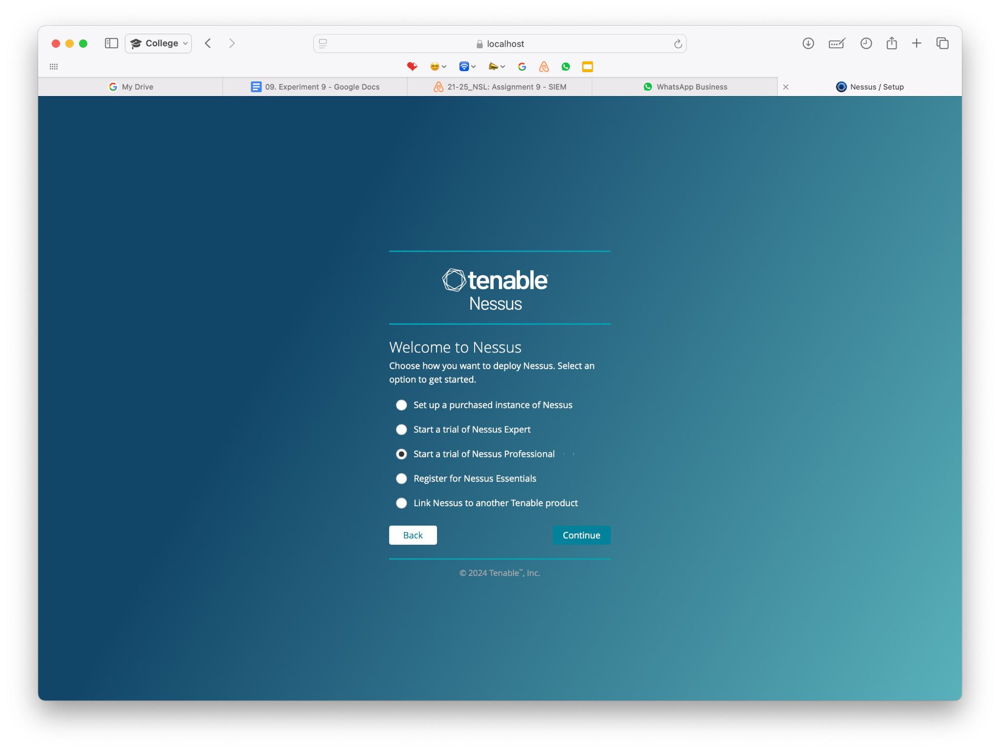 College
localhost
My Drive
09. Experiment 9 - Google Docs
21-25_NSL: Assignment 9 - SIEM
WhatsApp Business
Nessus / Setup
tenable
Nessus
Welcome to Nessus
Choose how you want to deploy Nessus. Select an
option to get started.
Set up a purchased instance of Nessus
Start a trial of Nessus Expert
Start a trial of Nessus Professional
Register for Nessus Essentials
Link Nessus to another Tenable product
Back
Continue
© 2024 Tenable™, Inc.